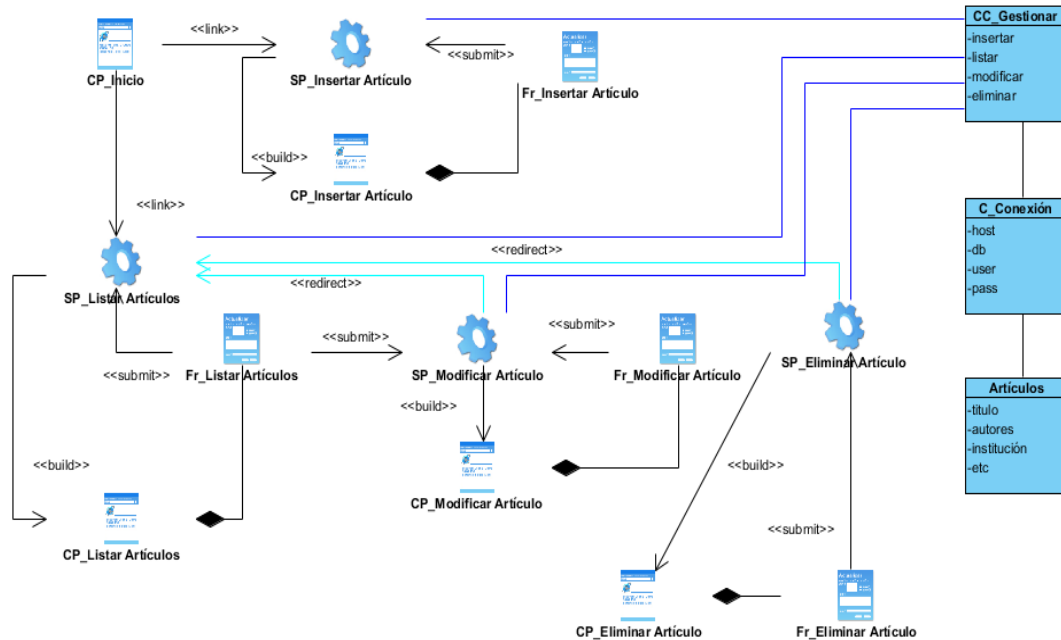 <<link>>
<<submit>>
CP_Inicio
SP_Insertar Artículo
Fr_Insertar Artículo
CC_Gestionar
-insertar
-listar
-modificar
-eliminar
<<build>>
CP_Insertar Artículo
<<link>>
C_Conexión
-host
-db
-user
-pass
<<redirect>>
<<redirect>>
SP_Listar Artículos
<<submit>>
<<submit>>
<<submit>>
Fr_Listar Artículos
SP_Modificar Artículo
Fr_Modificar Artículo
SP_Eliminar Artículo
Artículos
-titulo
-autores
-institución
-etc
<<build>>
<<build>>
<<build>>
CP_Modificar Artículo
<<submit>>
CP_Listar Artículos
CP_Eliminar Artículo
Fr_Eliminar Artículo